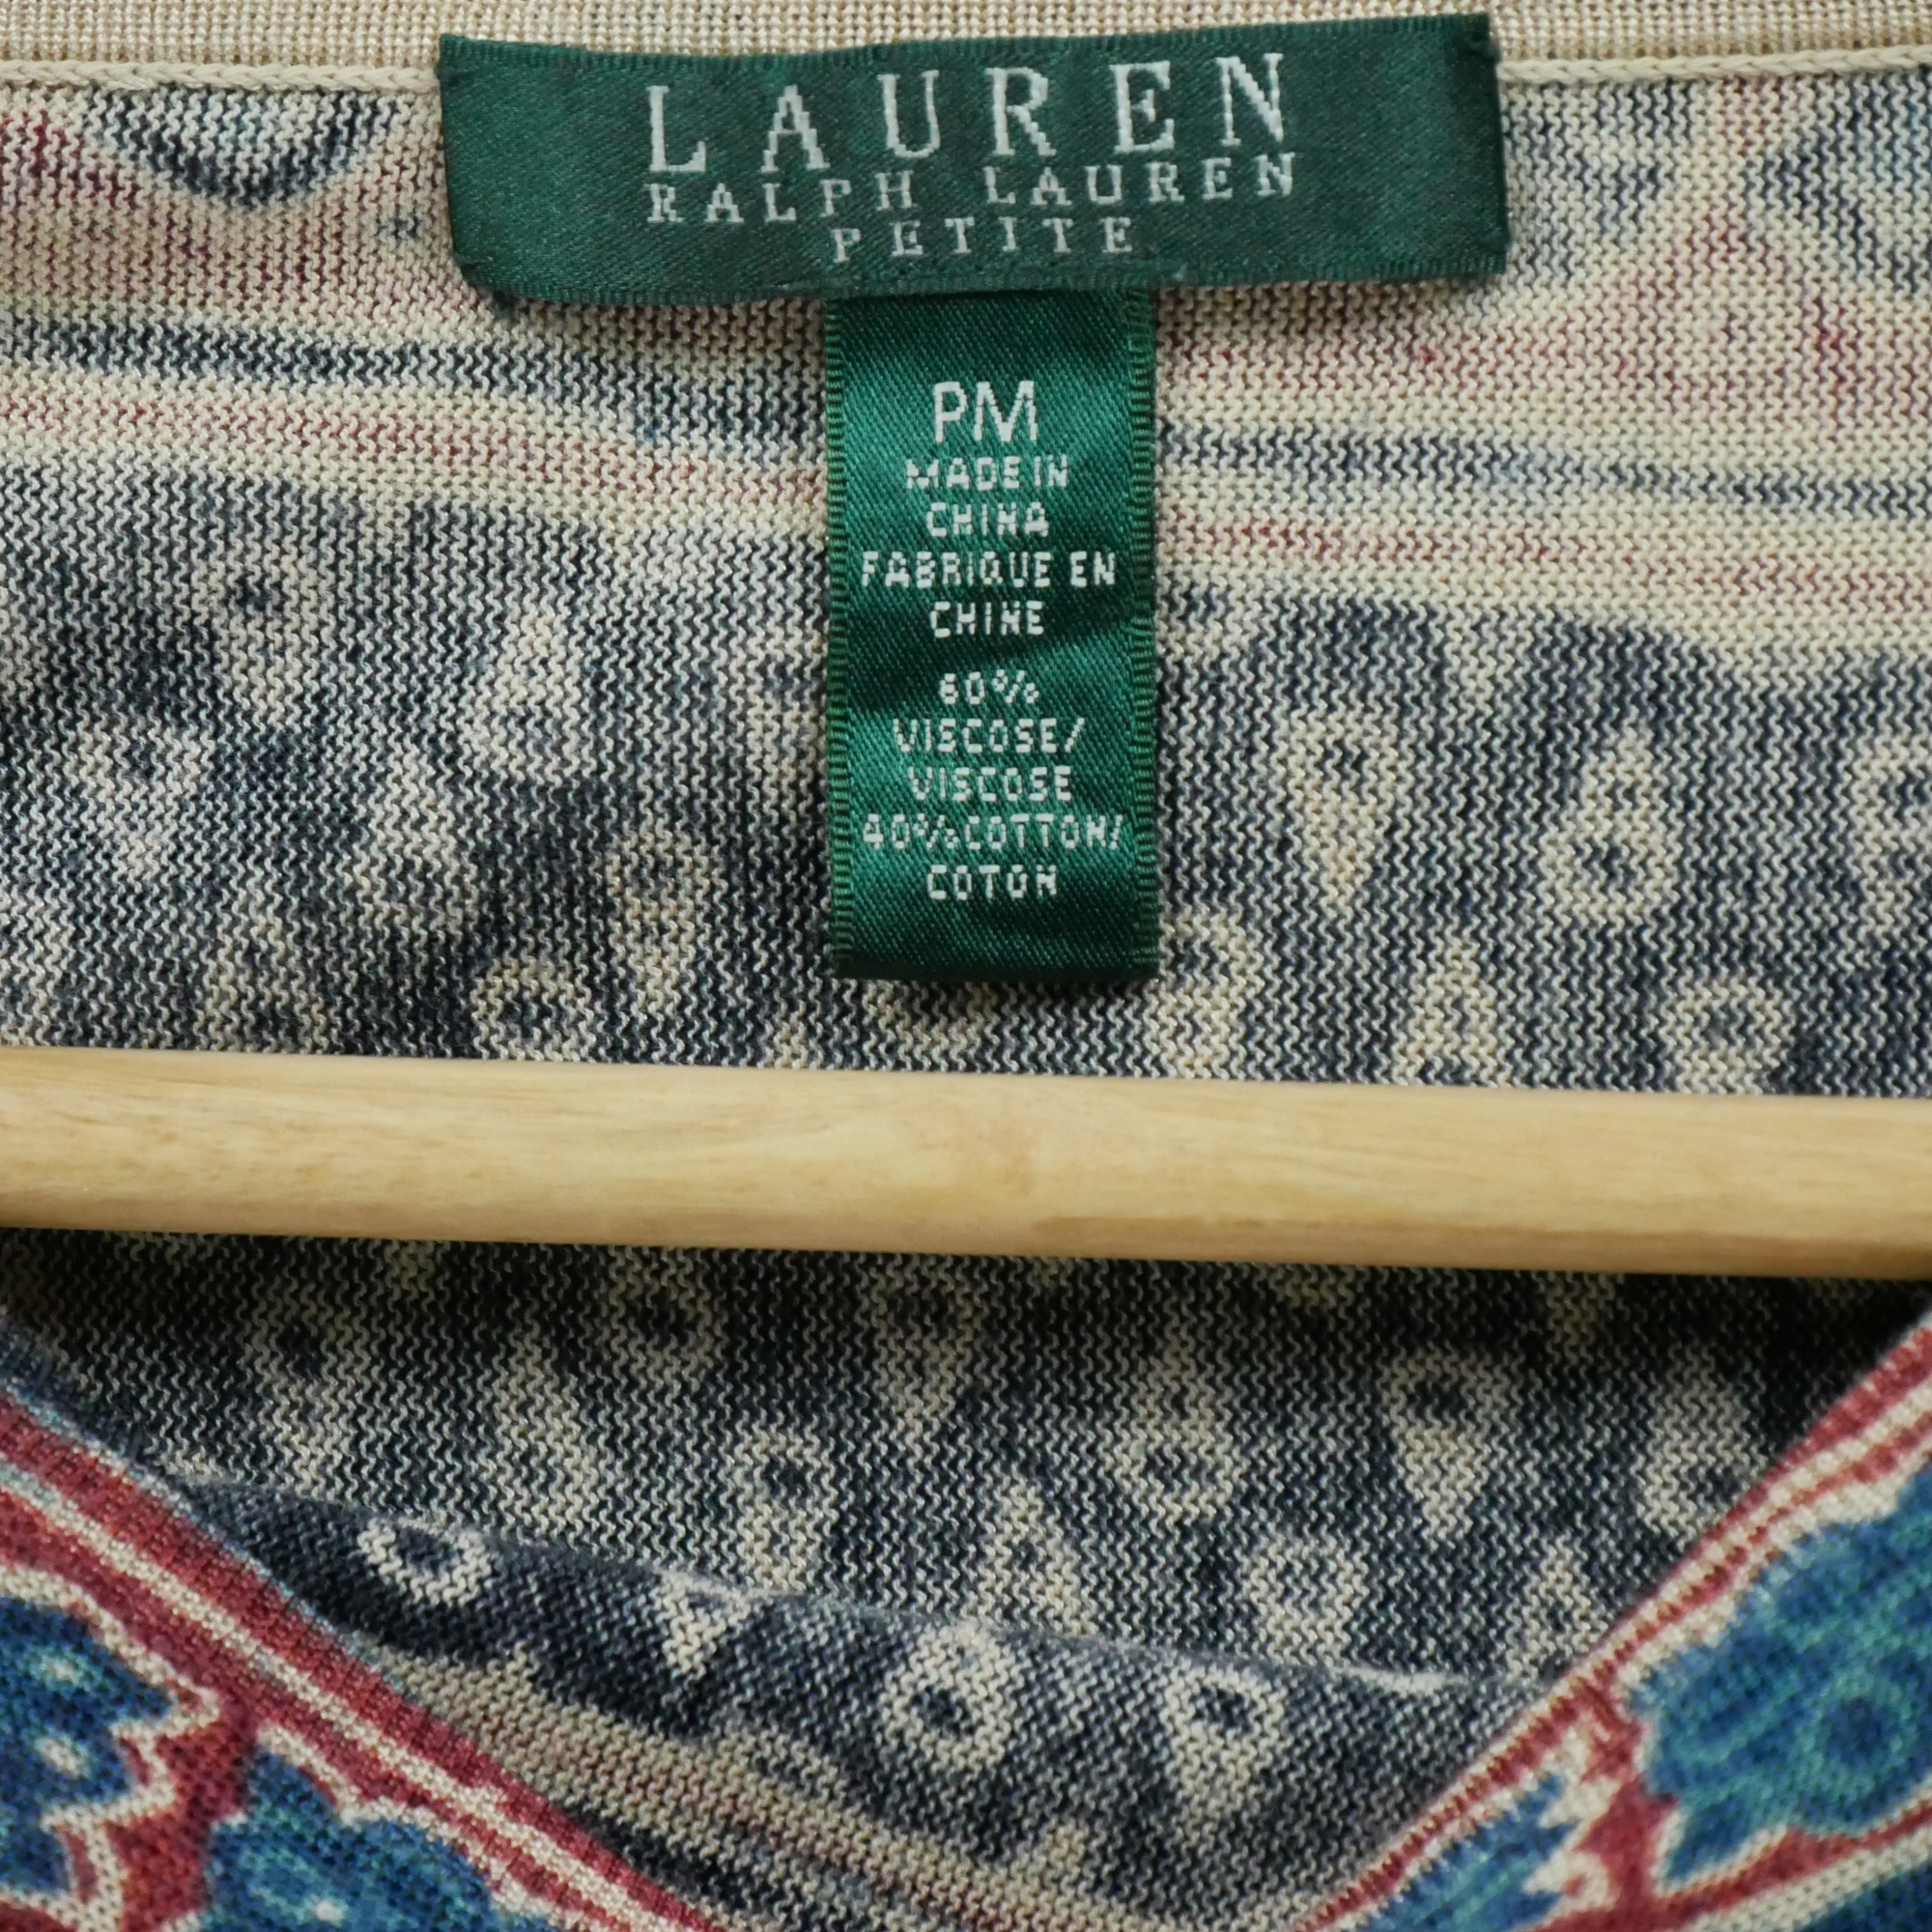 LAUREN
RALPH LAUREN
PETITE
PM
MADE IN
CHINA
FABRIQUE EN
CHINE
60%
VISCOSE/
VISCOSE
40%COTTON/
COTON